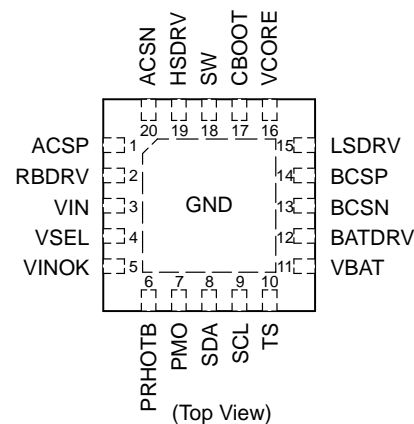 ACSN HSDRV SW CBOOT VCORE
20 19 18 17 16
ACSP 1 15 LSDRV
RBDRV 2 14 BCSP
VIN 3 GND 13 BCSN
VSEL 4 12 BATDRV
VINOK 5 11 VBAT
6 7 8 9 10
PRHOTB PMO SDA SCL TS
(Top View)